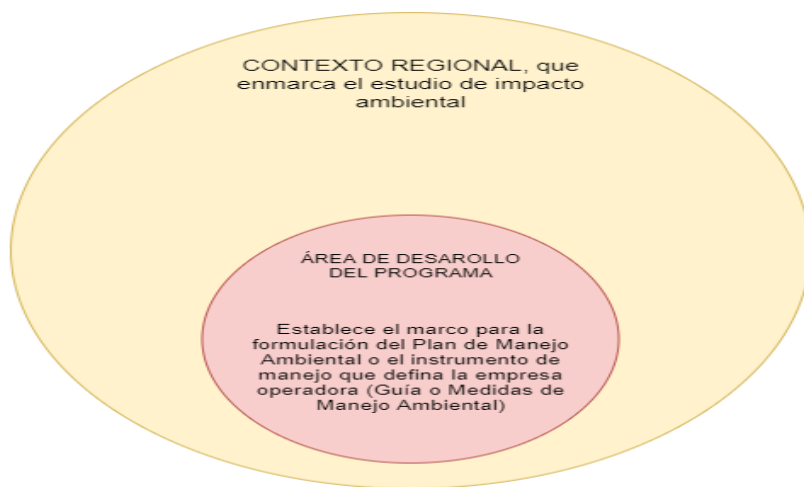 CONTEXTO REGIONAL, que
enmarca el estudio de impacto
ambiental
ÁREA DE DESAROLLO
DEL PROGRAMA
Establece el marco para la
formulación del Plan de Manejo
Ambiental o el instrumento de
manejo que defina la empresa
operadora (Guía o Medidas de
Manejo Ambiental)